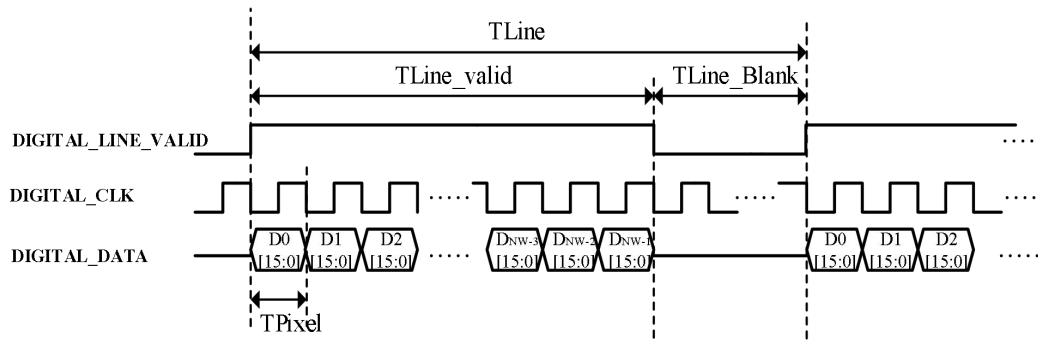 TLine
TLine_valid TLine_Blank
DIGITAL_LINE_VALID .....
DIGITAL_CLK ..... ..... .....
D0 D1 D2 DNW-3 DNW-2 DNW-1 D0 D1 D2
DIGITAL_DATA ..... .....
[15:0] [15:0] [15:0] [15:0] [15:0] [15:0] [15:0] [15:0] [15:0]
TPixel